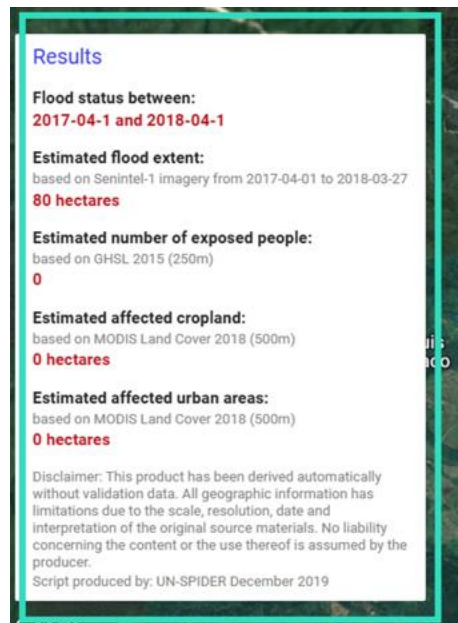 Results
Flood status between:
2017-04-1 and 2018-04-1
Estimated flood extent:
based on Senintel-1 imagery from 2017-04-01 to 2018-03-27
80 hectares
Estimated number of exposed people:
based on GHSL 2015 (250m)
0
Estimated affected cropland:
based on MODIS Land Cover 2018 (500m)
0 hectares
Estimated affected urban areas:
based on MODIS Land Cover 2018 (500m)
0 hectares
Disclaimer: This product has been derived automatically
without validation data. All geographic information has
limitations due to the scale, resolution, date and
interpretation of the original source materials. No liability
concerning the content or the use thereof is assumed by the
producer.
Script produced by: UN-SPIDER December 2019